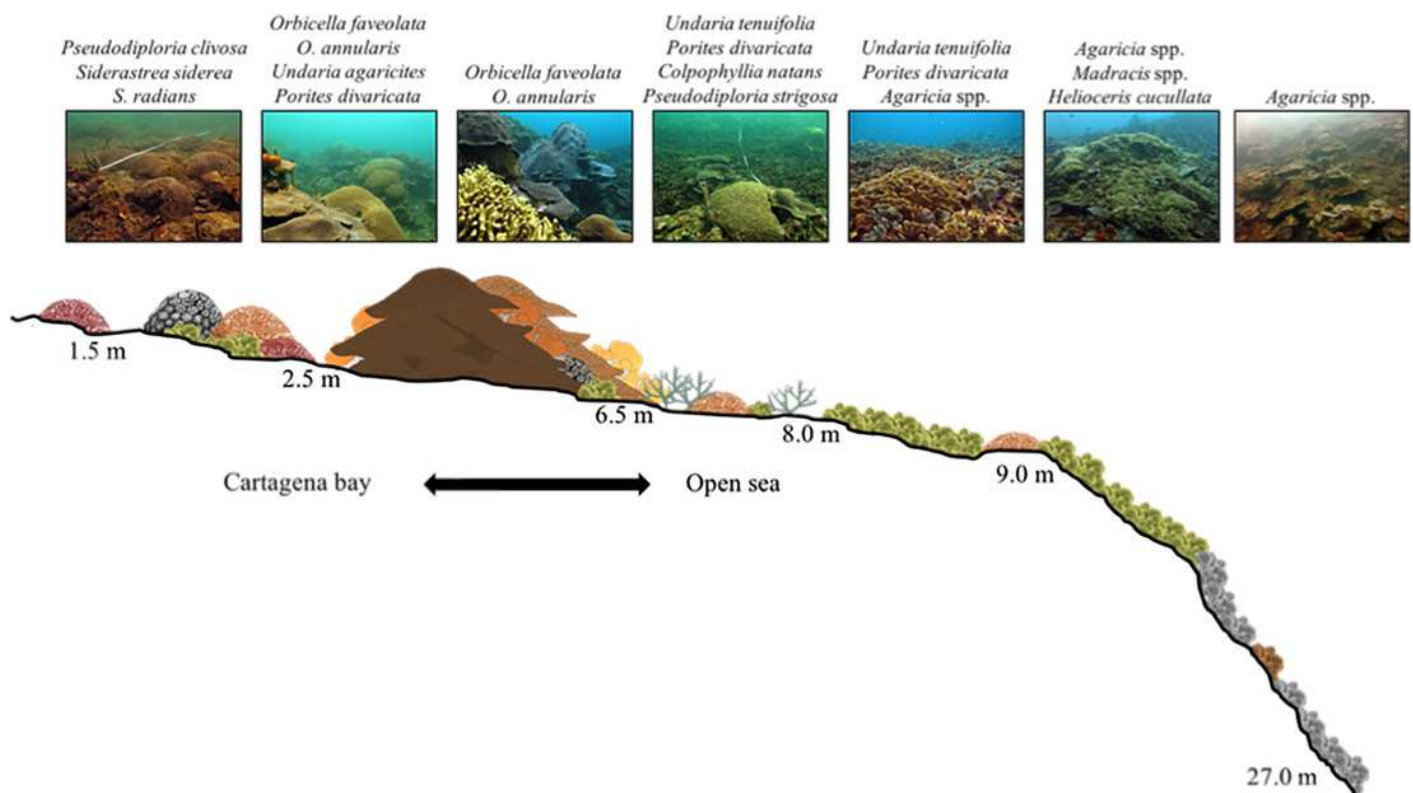 Pseudodiploria clivosa
Siderastrea siderea
S. radians
Orbicella faveolata
O. annularis
Undaria agaricites
Porites divaricata
Orbicella faveolata
O. annularis
Undaria tenuifolia
Porites divaricata
Colpophyllia natans
Pseudodiploria strigosa
Undaria tenuifolia
Porites divaricata
Agaricia spp.
Agaricia spp.
Madracis spp.
Helioceris cucullata
Agaricia spp.
1.5 m
2.5 m
6.5 m
8.0 m
9.0 m
Cartagena bay
Open sea
27.0 m